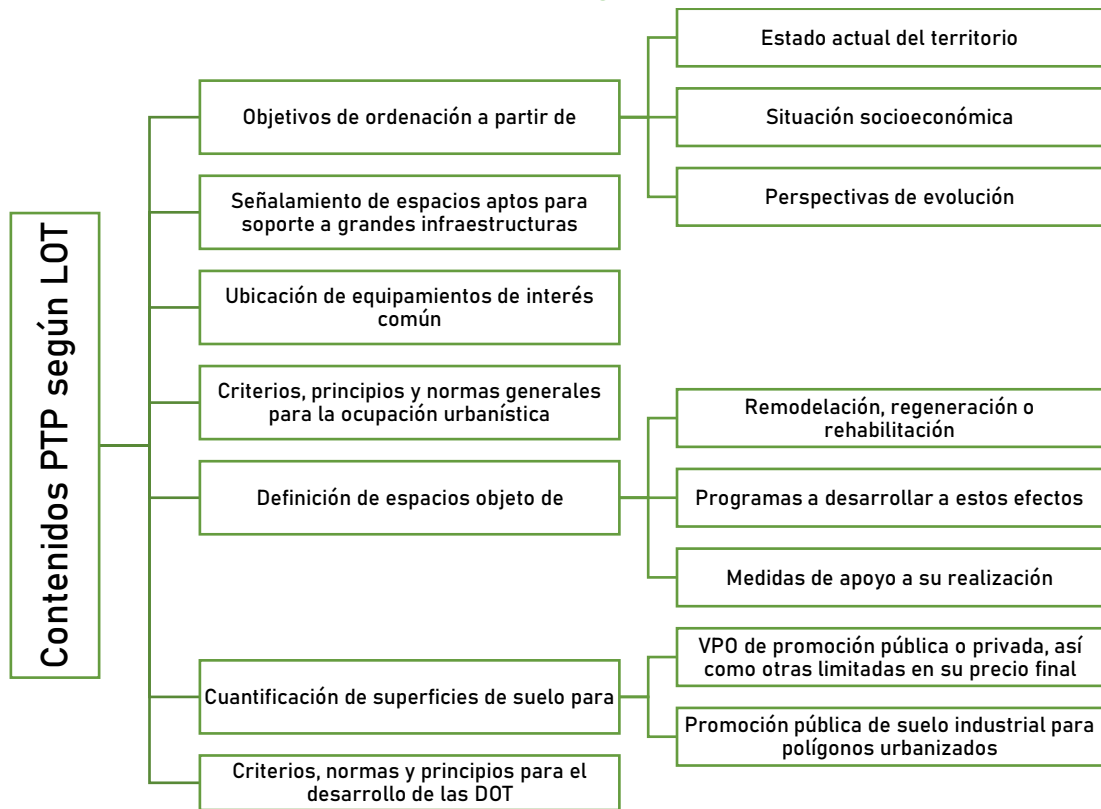 Contenidos PTP según LOT
Objetivos de ordenación a partir de
Estado actual del territorio
Situación socioeconómica
Perspectivas de evolución
Señalamiento de espacios aptos para
soporte a grandes infraestructuras
Ubicación de equipamientos de interés
común
Criterios, principios y normas generales
para la ocupación urbanística
Definición de espacios objeto de
Remodelación, regeneración o
rehabilitación
Programas a desarrollar a estos efectos
Medidas de apoyo a su realización
Cuantificación de superficies de suelo para
VPO de promoción pública o privada, así
como otras limitadas en su precio final
Promoción pública de suelo industrial para
polígonos urbanizados
Criterios, normas y principios para el
desarrollo de las DOT